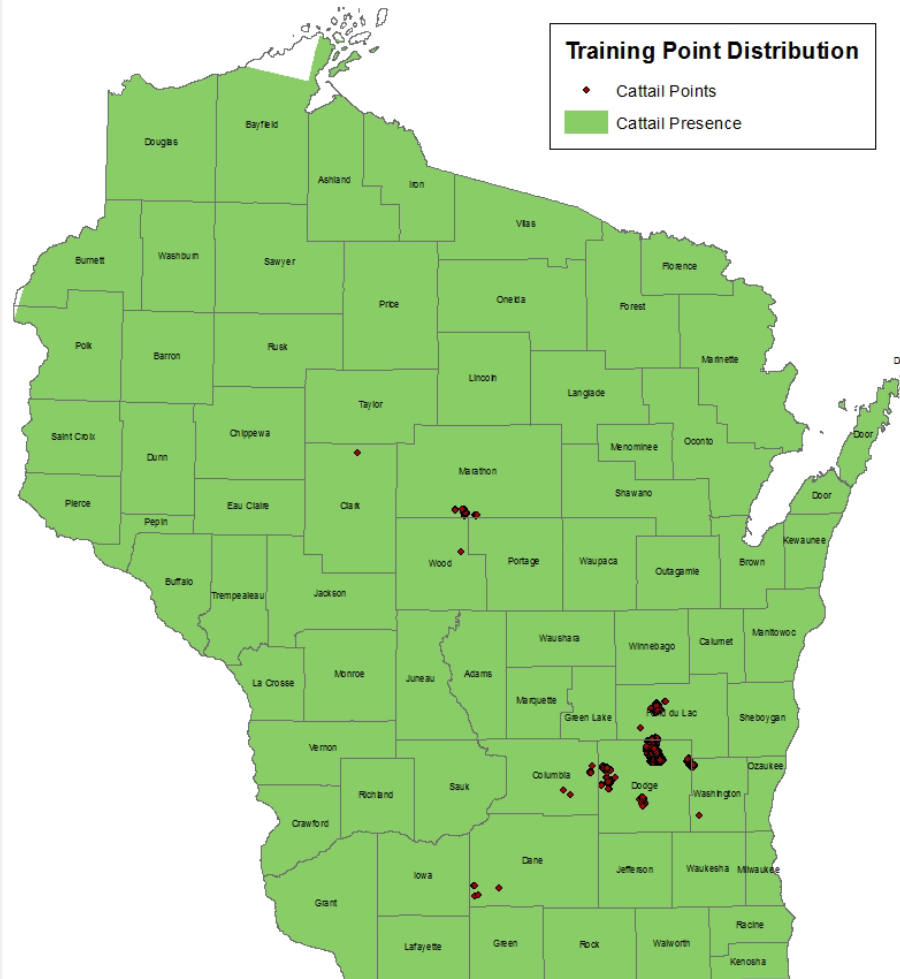 Training Point Distribution
Cattail Points
Cattail Presence
Bayfield
Douglas
Ashland
Iron
Vilas
Burnett
Washburn
Sawyer
Florence
Price
Oneida
Forest
Polk
Barron
Rusk
Marinette
D
Lincoln
Langlade
Taylor
Saint Croix
Chippewa
Door
Menominee
Oconto
Dunn
Marathon
Shawano
Door
Pierce
Eau Claire
Clark
Pepin
Kewaunee
Wood
Portage
Waupaca
Outagamie
Brown
Buffalo
Trempealeau
Jackson
Waushara
Winnebago
Calumet
Manitowoc
La Crosse
Monroe
Juneau
Adams
Marquette
Green Lake
Fond du Lac
Sheboygan
Vernon
Columbia
Ozaukee
Richland
Sauk
Dodge
Washington
Crawford
Iowa
Dane
Jefferson
Waukesha
Milwaukee
Grant
Racine
Lafayette
Green
Rock
Walworth
Kenosha